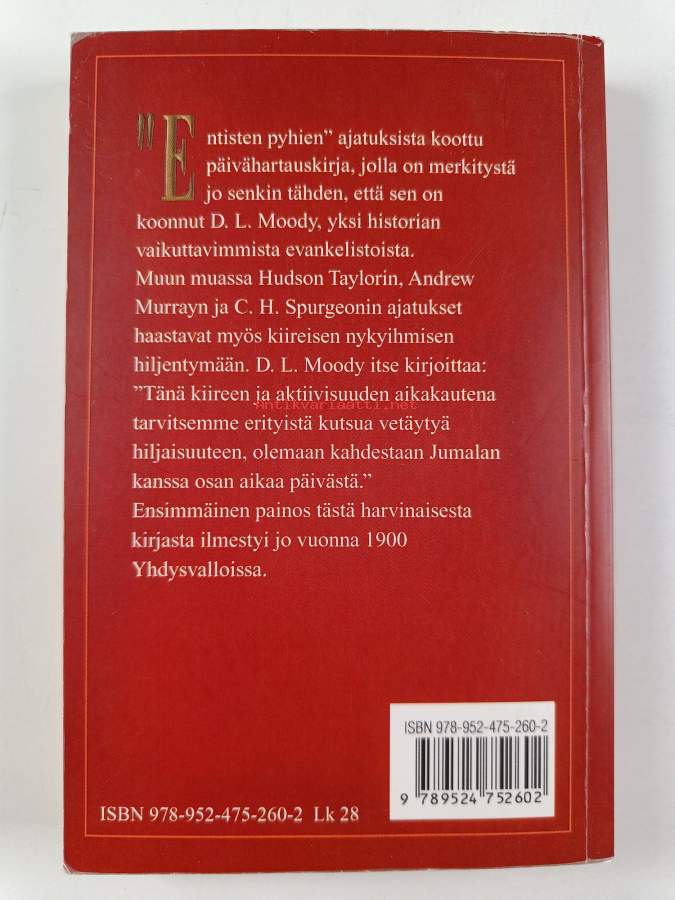 "Entisten pyhien” ajatuksista koottu
päivähartauskirja, jolla on merkitystä
jo senkin tähden, että sen on
koonnut D. L. Moody, yksi historian
vaikuttavimmista evankelistoista.
Muun muassa Hudson Taylorin, Andrew
Murrayn ja C. H. Spurgeonin ajatukset
haastavat myös kiireisen nykyihmisen
hiljentymään. D. L. Moody itse kirjoittaa:
”Tänä kiireen ja aktiivisuuden aikakautena
Antikvariaatti.net
tarvitsemme erityistä kutsua vetäytyä
hiljaisuuteen, olemaan kahdestaan Jumalan
kanssa osan aikaa päivästä.”
Ensimmäinen painos tästä harvinaisesta
kirjasta ilmestyi jo vuonna 1900
Yhdysvalloissa.
ISBN 978-952-475-260-2
9 789524 752602
ISBN 978-952-475-260-2 Lk 28